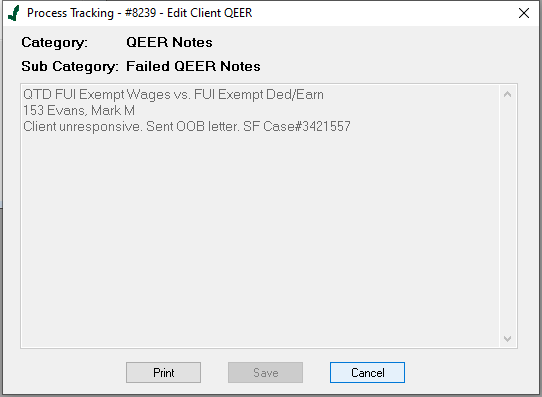 Process Tracking - #8239 - Edit Client QEER
Category: QEER Notes
Sub Category: Failed QEER Notes
QTD FUI Exempt Wages vs. FUI Exempt Ded/Earn
153 Evans, Mark M
Client unresponsive. Sent OOB letter. SF Case#3421557
Print Save Cancel